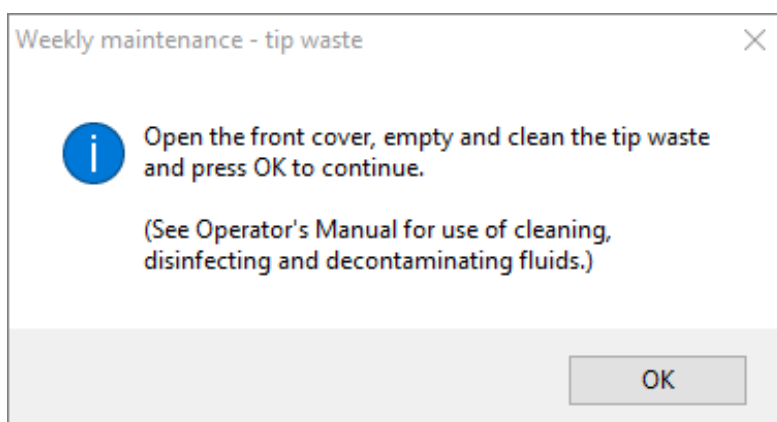 Weekly maintenance - tip waste
Open the front cover, empty and clean the tip waste
and press OK to continue.
(See Operator's Manual for use of cleaning,
disinfecting and decontaminating fluids.)
OK